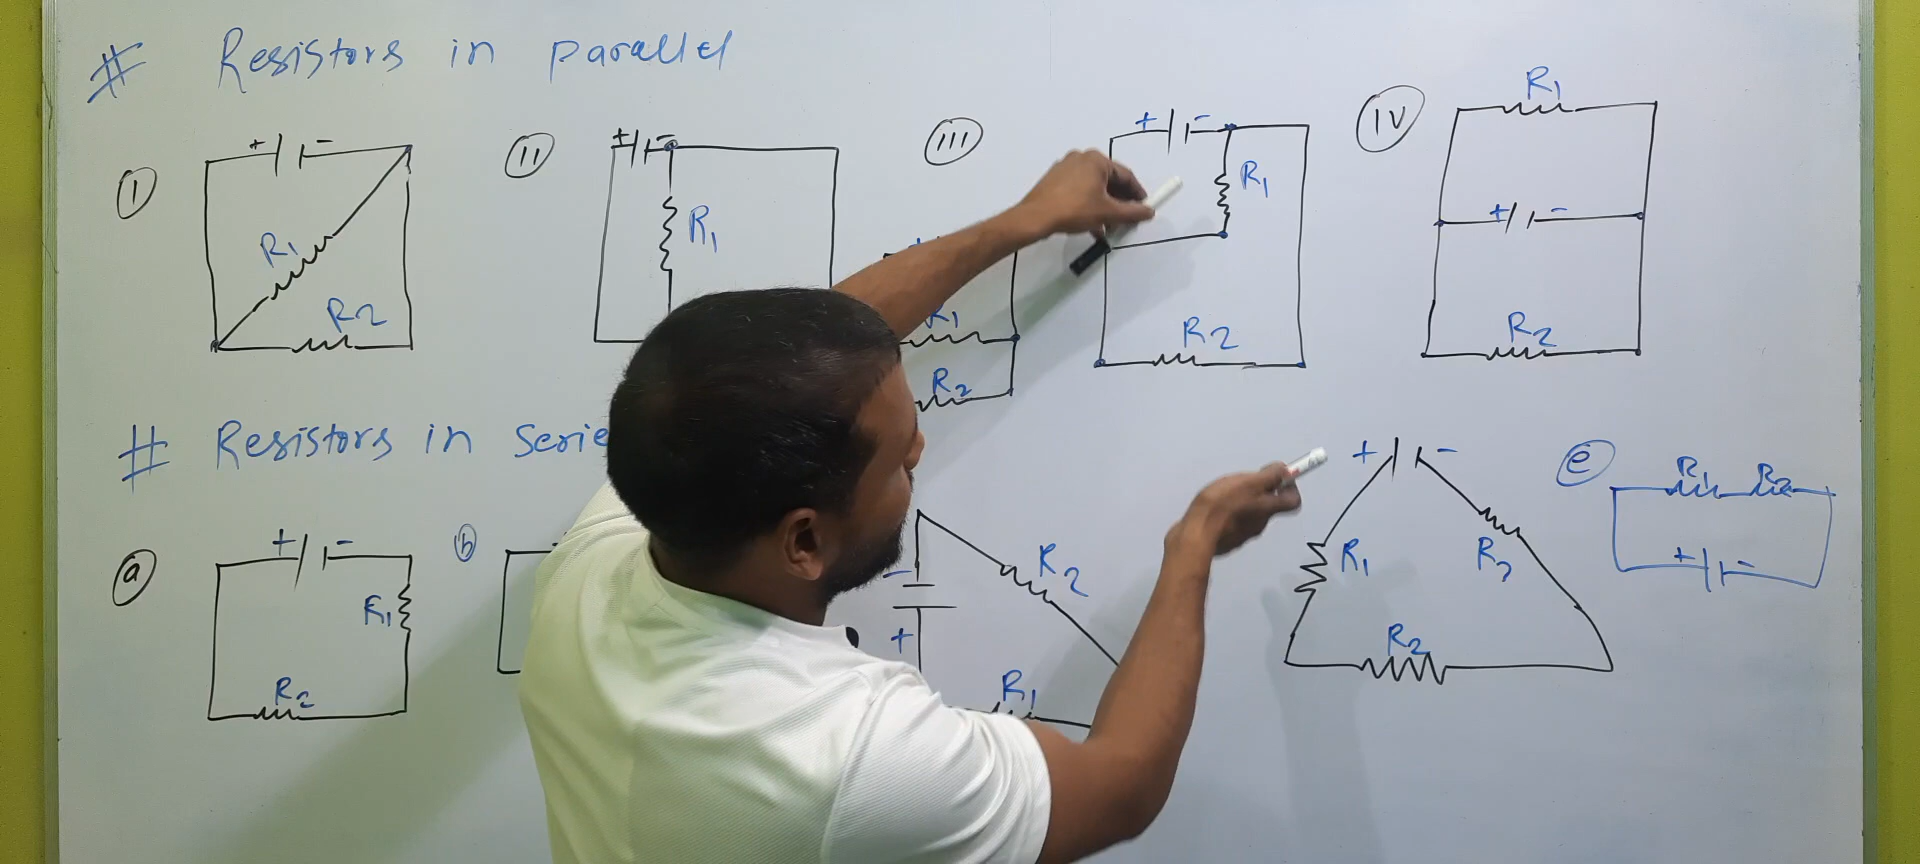 # Resistors in parallel
I
+ -
R1
R2
II
+ -
R1
III
R1
R2
+ -
R1
R2
IV
R1
+ -
R2
# Resistors in Serie
a
+ -
R1
R2
b
-
+
R2
R1
+ -
R1
R2
e
R1 R2
+ -